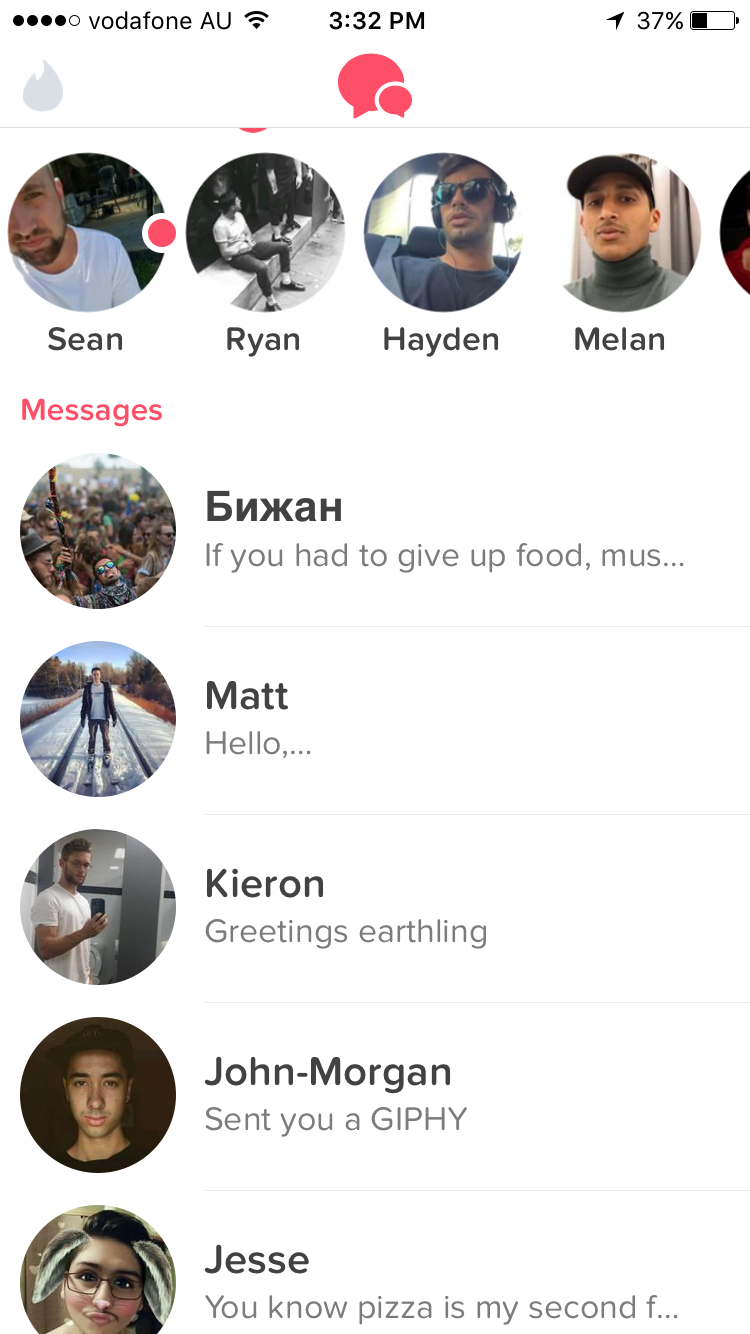 vodafone AU 3:32 PM 37%
Sean Ryan Hayden Melan
Messages
Бижан
If you had to give up food, mus...
Matt
Hello,...
Kieron
Greetings earthling
John-Morgan
Sent you a GIPHY
Jesse
You know pizza is my second f...